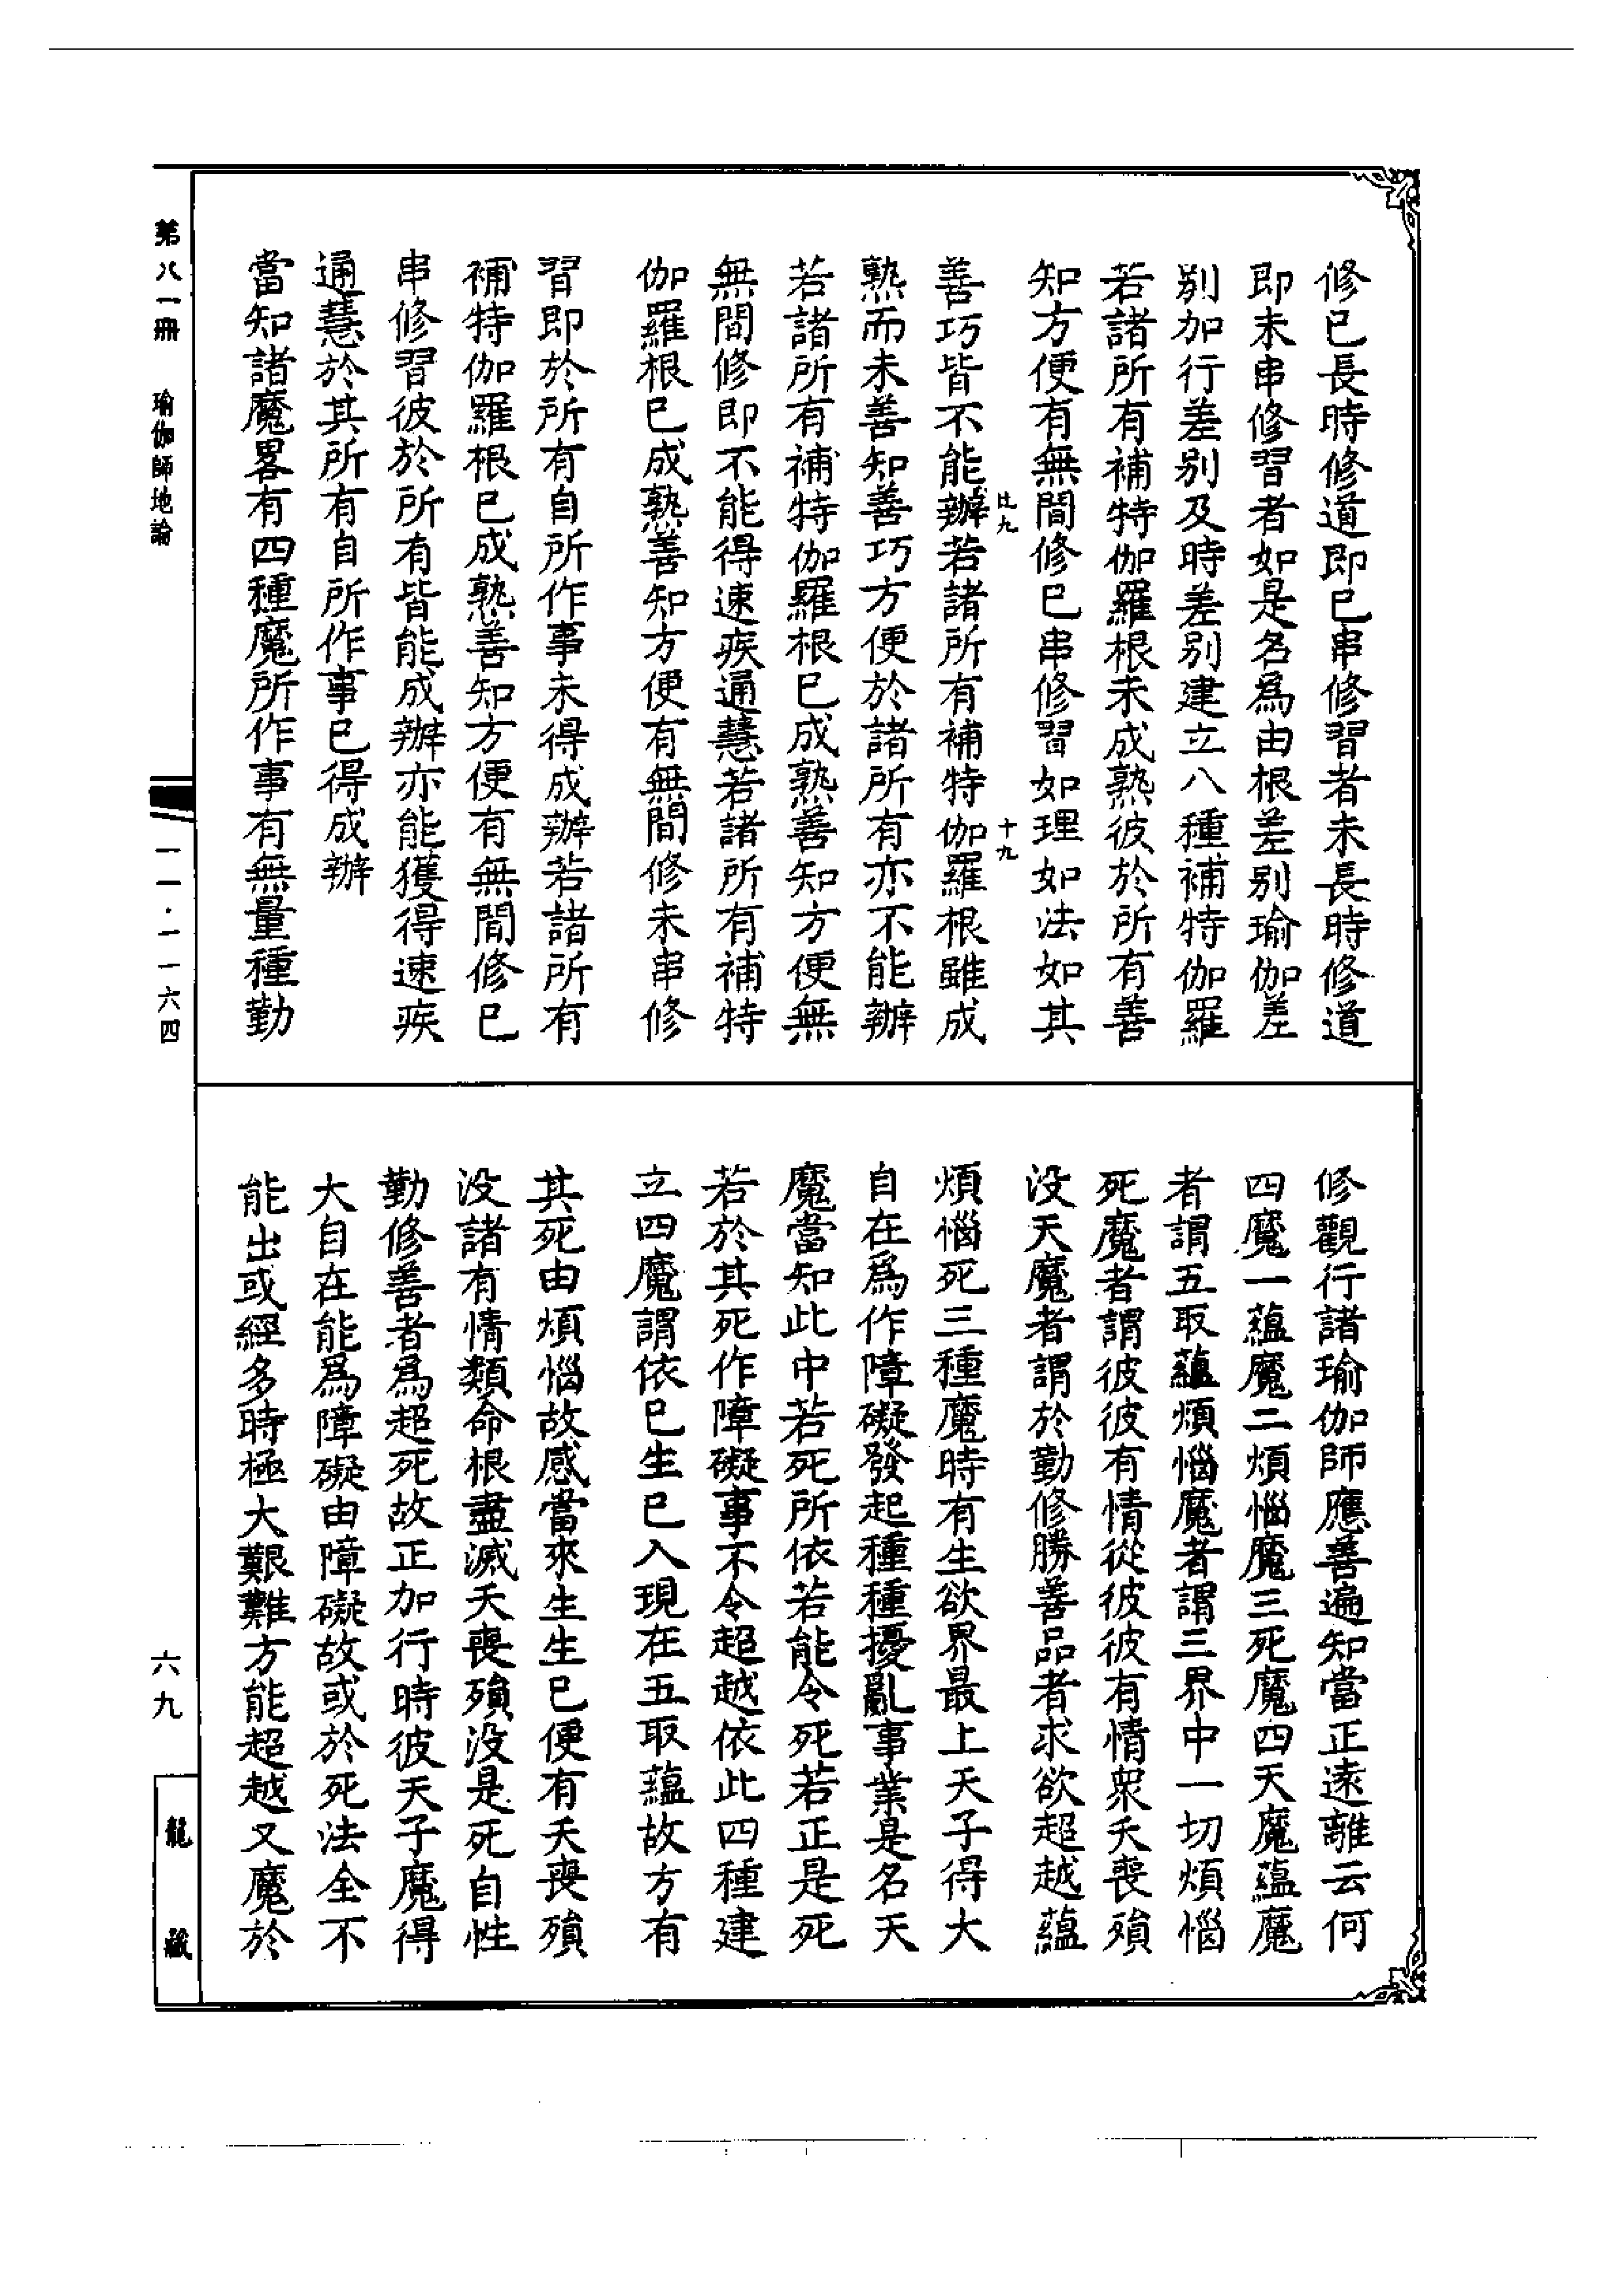 修已長時修道即已串修習者未長時修道
即未串修習者如是名爲由根差别瑜伽差
别加行差别及時差别建立八種補特伽羅
若諸所有補特伽羅根未成熟彼於所有善
知方便有無間修已串修習如理如法如其
善巧皆不能辦若諸所有補特伽羅根雖成
熟而未善知善巧方便於諸所有亦不能辦
若諸所有補特伽羅根已成熟善知方便無
無間修即不能得速疾通慧若諸所有補特
伽羅根已成熟善知方便有無間修未串修
習即於所有自所作事未得成辦若諸所有
補特伽羅根已成熟善知方便有無間修已
串修習彼於所有皆能成辦亦能獲得速疾
通慧於其所有自所作事已得成辦
當知諸魔畧有四種魔所作事有無量種勤
修觀行諸瑜伽師應善遍知當正遠離云何
四魔一蘊魔二煩惱魔三死魔四天魔蘊魔
者謂五取蘊煩惱魔者謂三界中一切煩惱
死魔者謂彼彼有情從彼彼有情衆夭喪殞
没天魔者謂於勤修勝善品者求欲超越蘊
煩惱死三種魔時有生欲界最上天子得大
自在爲作障礙發起種種擾亂事業是名天
魔當知此中若死所依若能令死若正是死
若於其死作障礙事不令超越依此四種建
立四魔謂依已生已入現在五取蘊故方有
其死由煩惱故感當來生生已便有夭喪殞
没諸有情類命根盡滅夭喪殞没是死自性
勤修善者爲超死故正加行時彼天子魔得
大自在能爲障礙由障礙故或於死法全不
能出或經多時極大艱難方能超越又魔於
第八一冊 瑜伽師地論
一一·一一六四
六九
龍藏